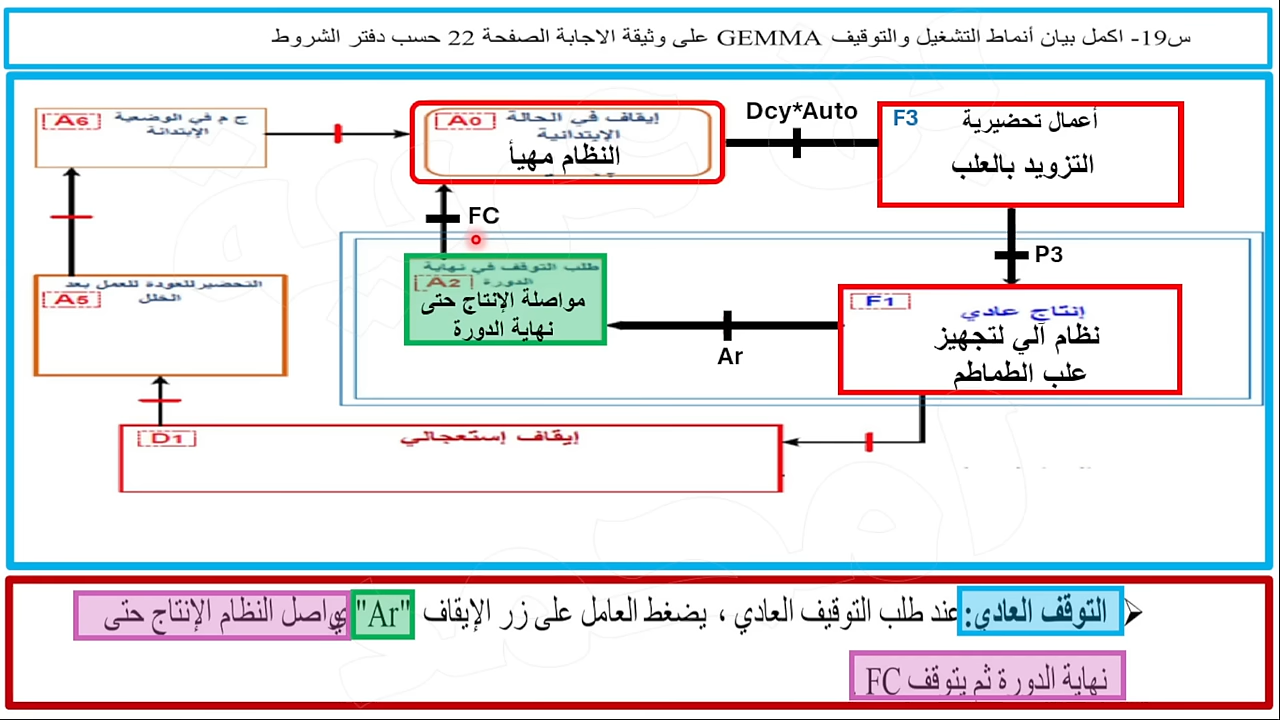 س19- اكمل بيان أنماط التشغيل والتوقيف GEMMA على وثيقة الاجابة الصفحة 22 حسب دفتر الشروط
A6 ج م في الوضعية
الإبتدائية
A0 إيقاف في الحالة
الإبتدائية
النظام مهيأ
Dcy*Auto
F3 أعمال تحضيرية
التزويد بالعلب
FC
P3
طلب التوقف في نهاية
الدورة A2
مواصلة الإنتاج حتى
نهاية الدورة
Ar
F1
إنتاج عادي
نظام آلي لتجهيز
علب الطماطم
التحضير للعودة للعمل بعد
الخلل A5
D1 إيقاف إستعجالي
التوقف العادي: عند طلب التوقيف العادي ، يضغط العامل على زر الإيقاف "Ar" يواصل النظام الإنتاج حتى
نهاية الدورة ثم يتوقف FC .